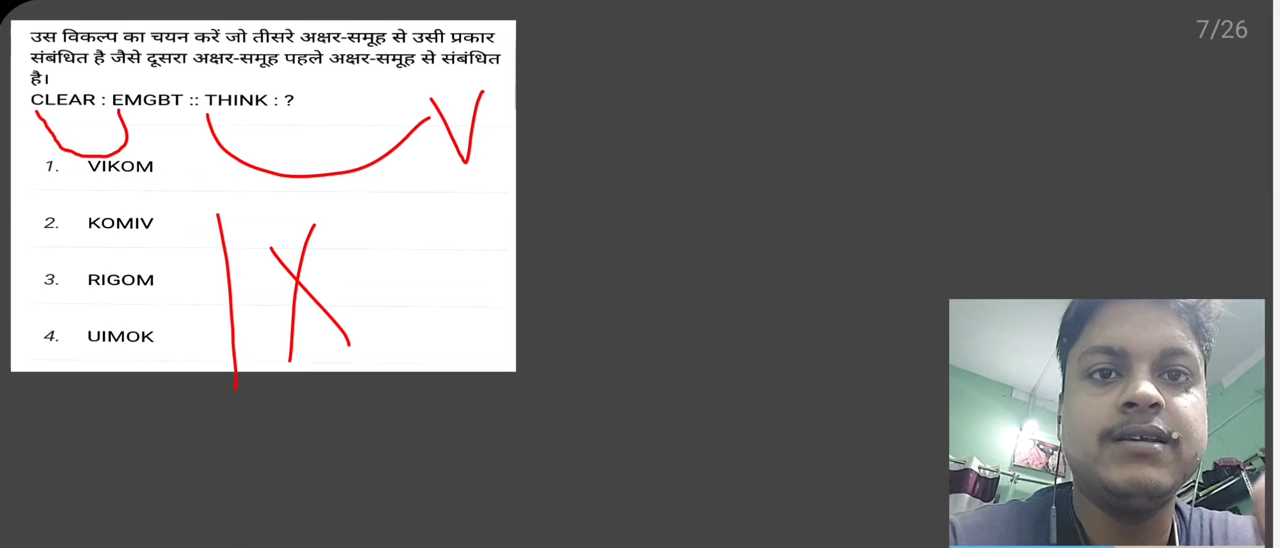 7/26
उस विकल्प का चयन करें जो तीसरे अक्षर-समूह से उसी प्रकार
संबंधित है जैसे दूसरा अक्षर-समूह पहले अक्षर-समूह से संबंधित
है।
CLEAR : EMGBT :: THINK : ?
V
1. VIKOM
2. KOMIV
3. RIGOM
4. UIMOK